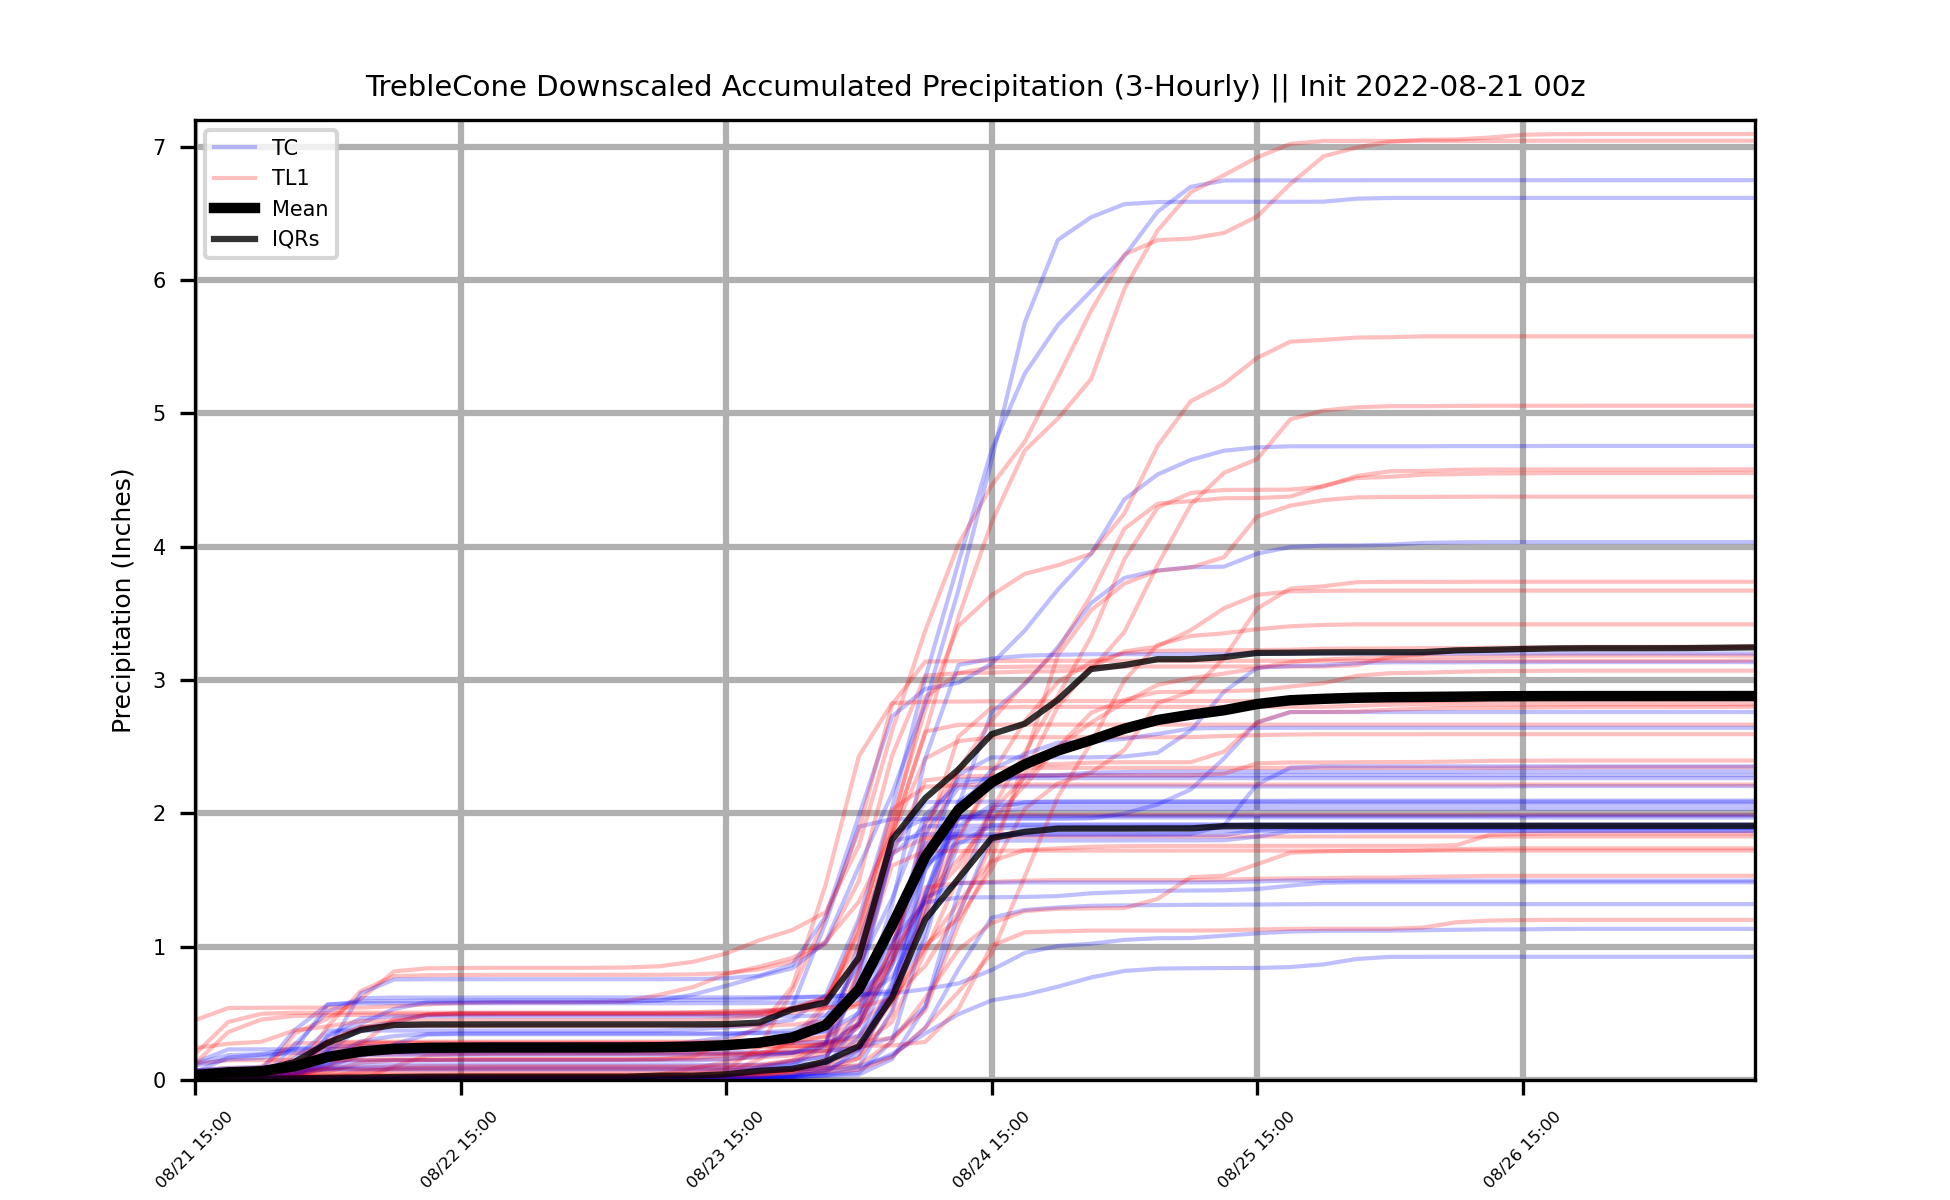 TrebleCone Downscaled Accumulated Precipitation (3-Hourly) || Init 2022-08-21 00z
TC
TL1
Mean
IQRs
Precipitation (Inches)
7
6
5
4
3
2
1
0
08/21 15:00
08/22 15:00
08/23 15:00
08/24 15:00
08/25 15:00
08/26 15:00